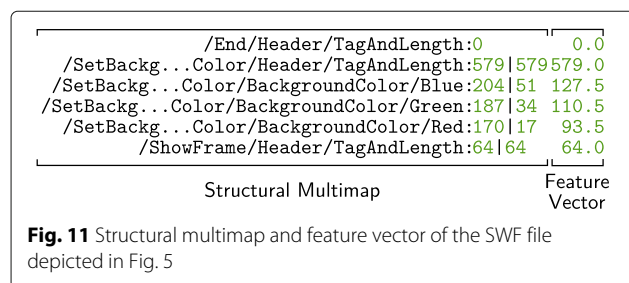 /End/Header/TagAndLength:0 0.0
/SetBackg...Color/Header/TagAndLength:579|579 579.0
/SetBackg...Color/BackgroundColor/Blue:204|51 127.5
/SetBackg...Color/BackgroundColor/Green:187|34 110.5
/SetBackg...Color/BackgroundColor/Red:170|17 93.5
/ShowFrame/Header/TagAndLength:64|64 64.0
Structural Multimap
Feature
Vector
Fig. 11 Structural multimap and feature vector of the SWF file
depicted in Fig. 5